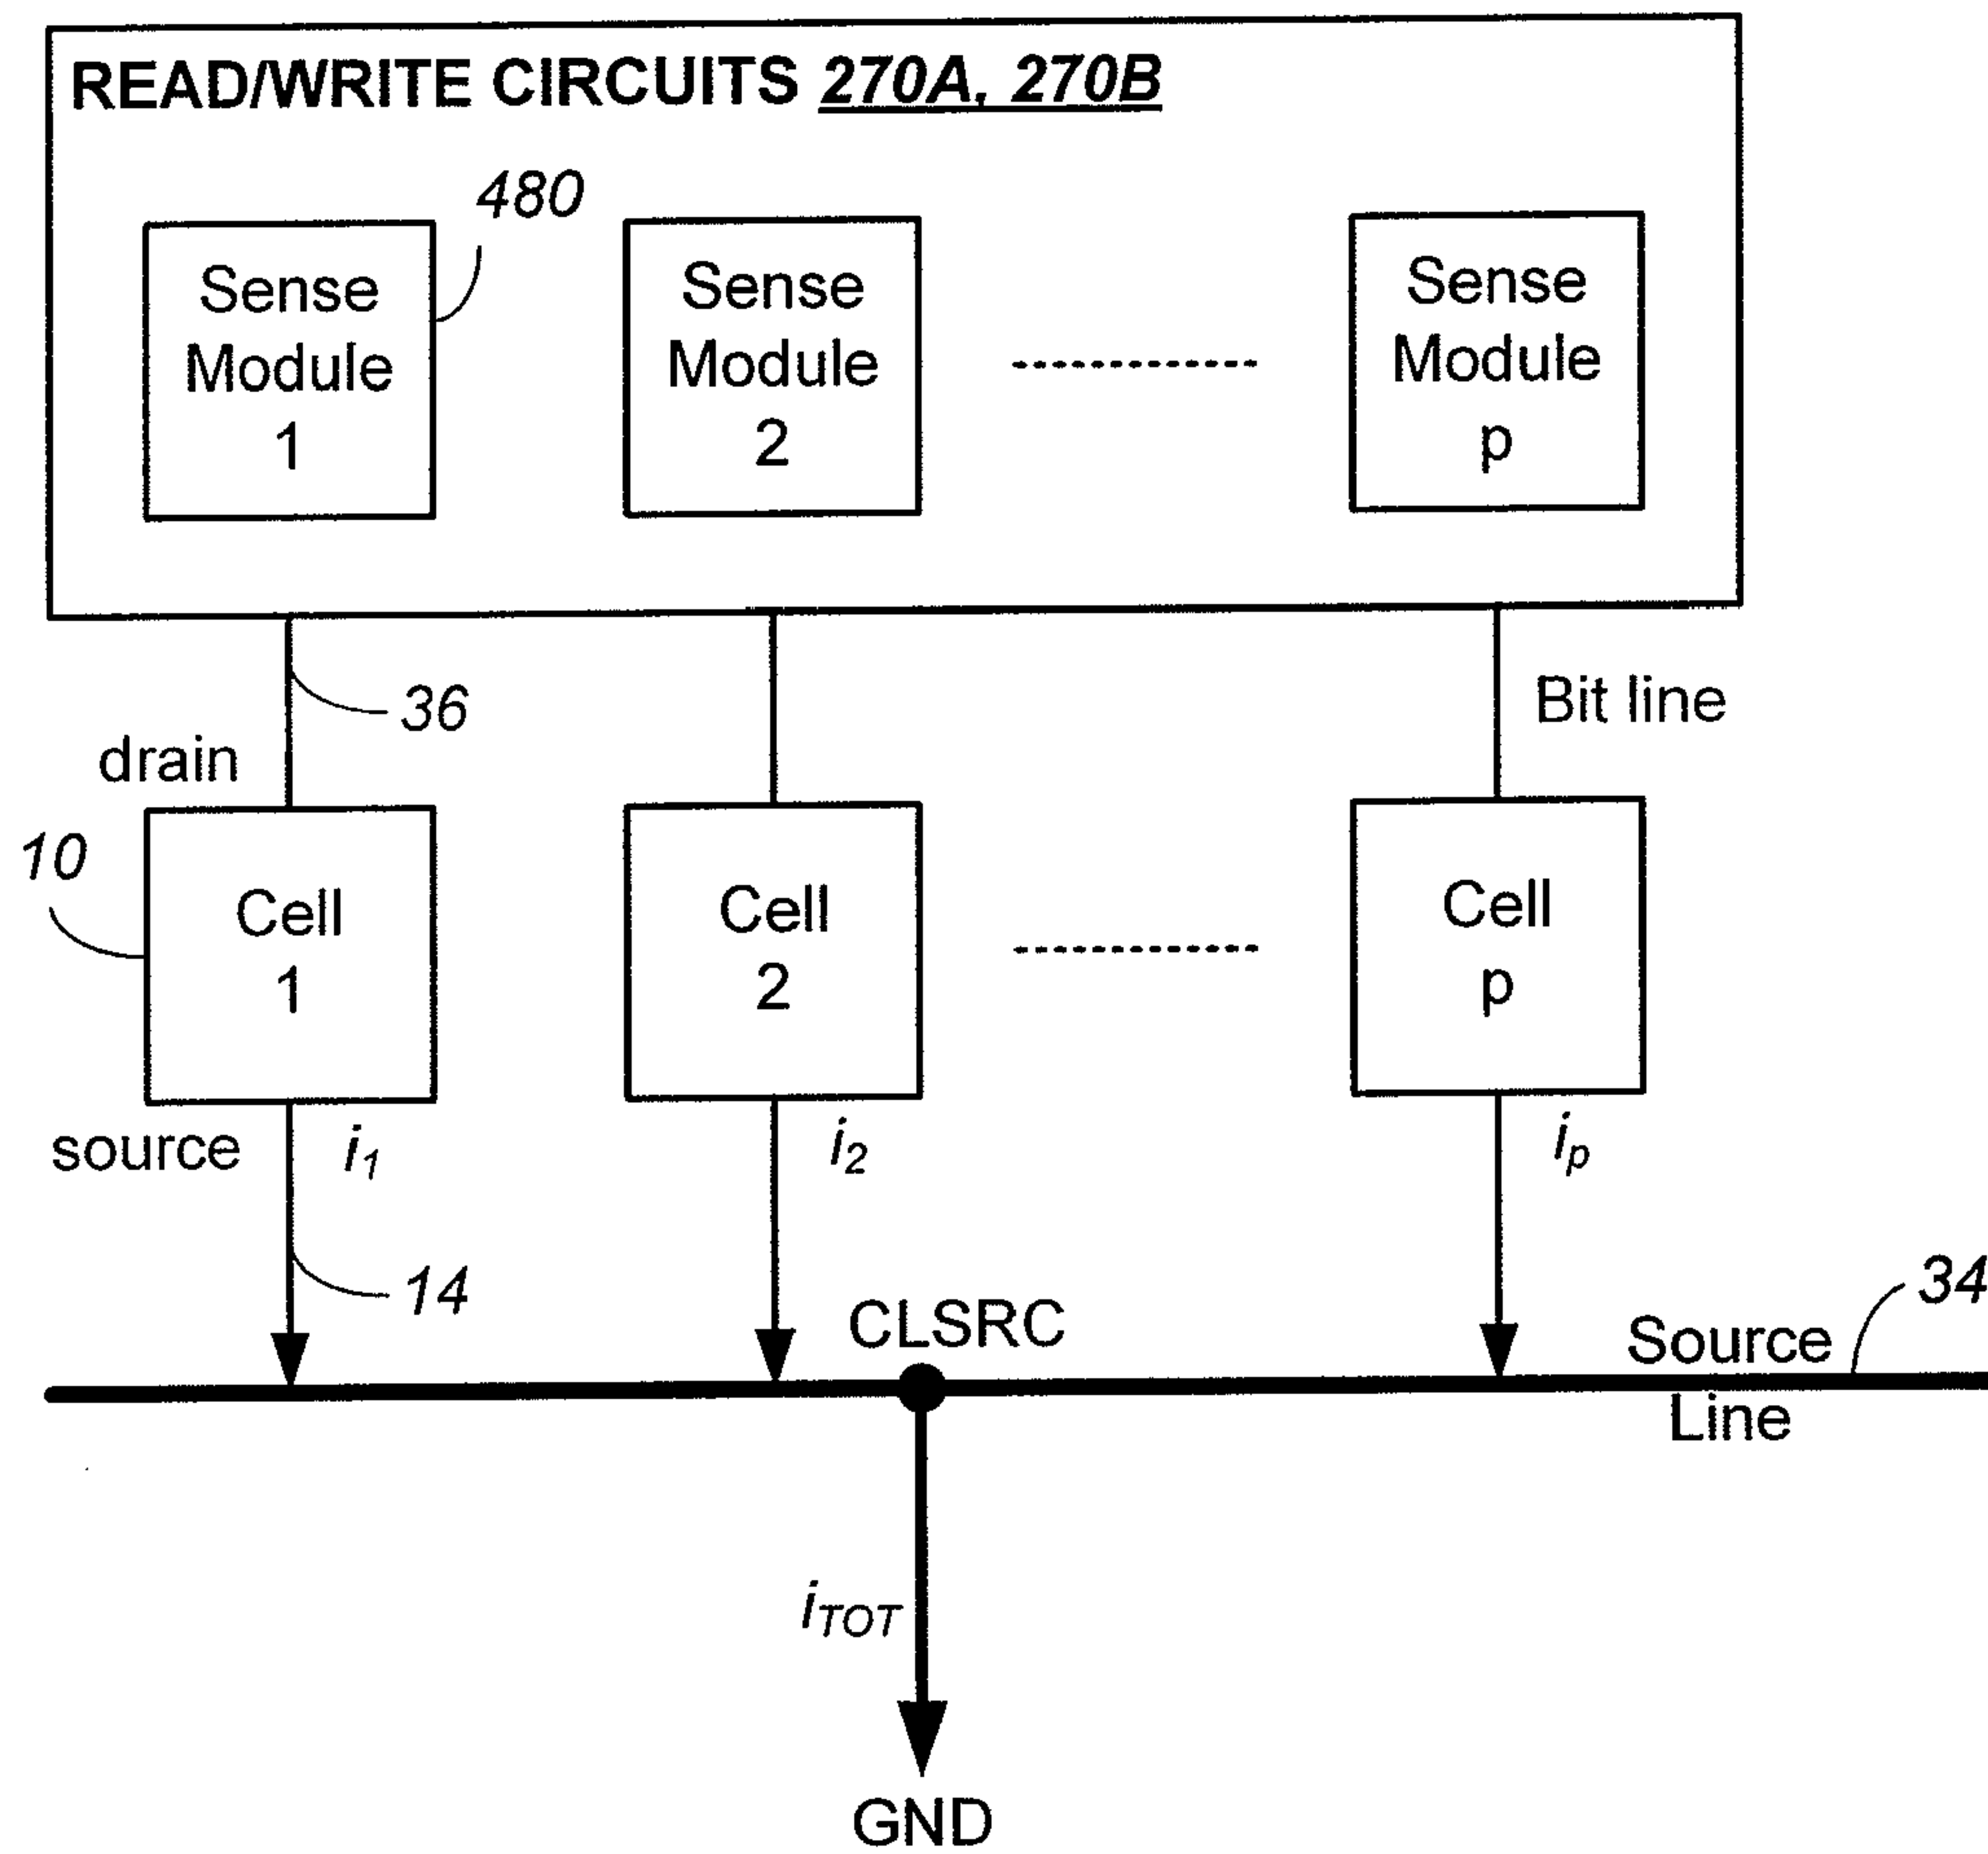 READ/WRITE CIRCUITS 270A, 270B
480
Sense
Module
1
Sense
Module
2
Sense
Module
p
36
Bit line
drain
10
Cell
1
Cell
2
Cell
p
source
i1
i2
ip
14
CLSRC
Source
Line
34
iTOT
GND